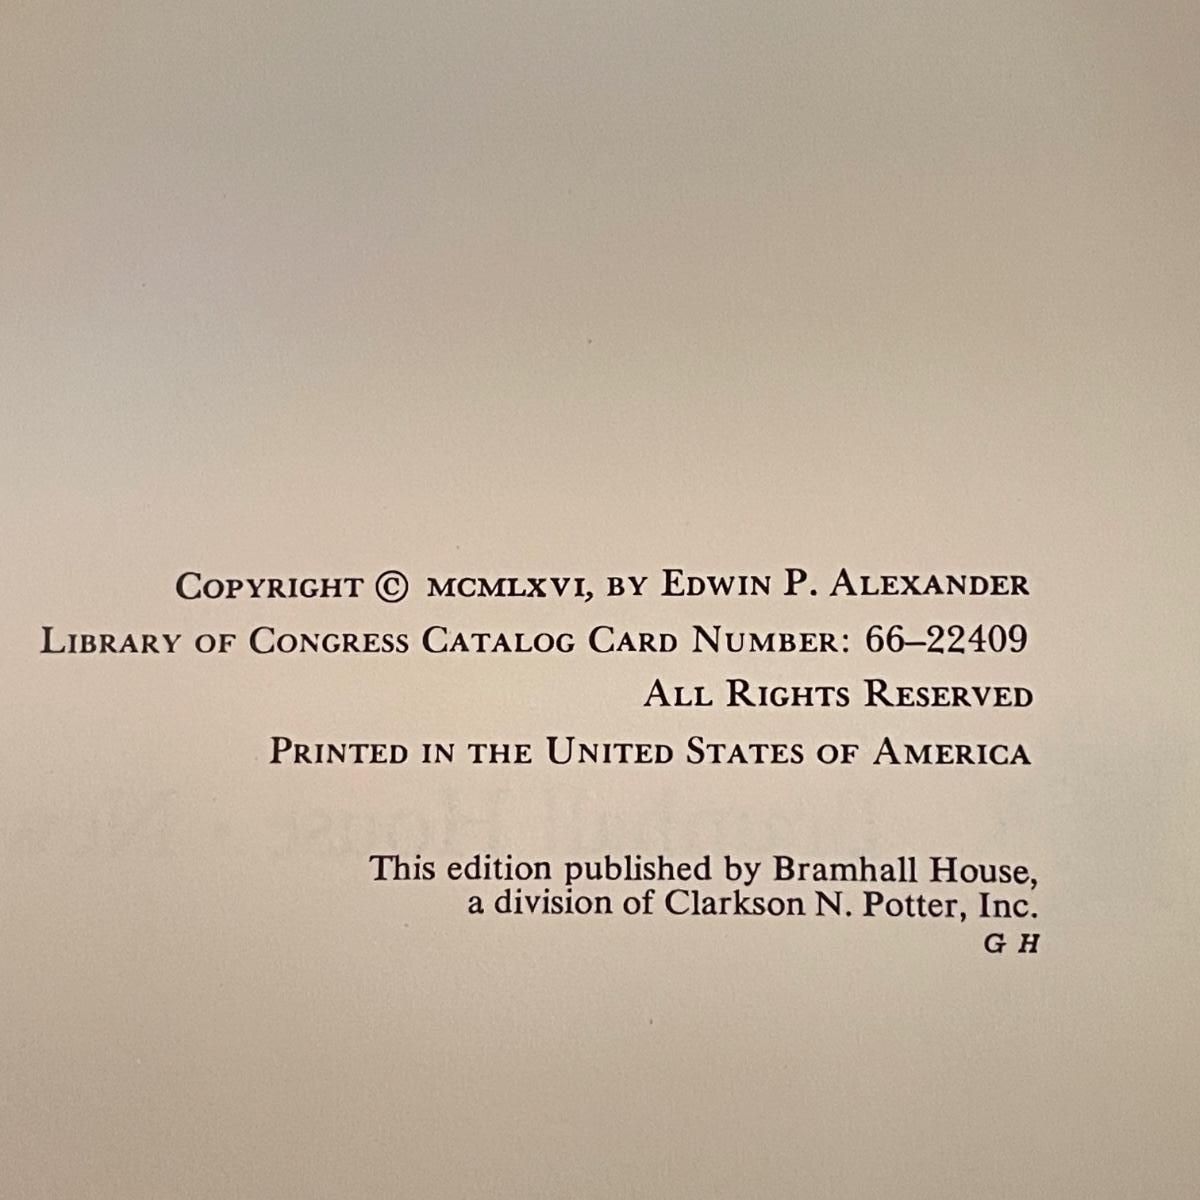 Copyright © MCMLXVI, by Edwin P. Alexander
Library of Congress Catalog Card Number: 66–22409
All Rights Reserved
Printed in the United States of America
This edition published by Bramhall House,
a division of Clarkson N. Potter, Inc.
G H